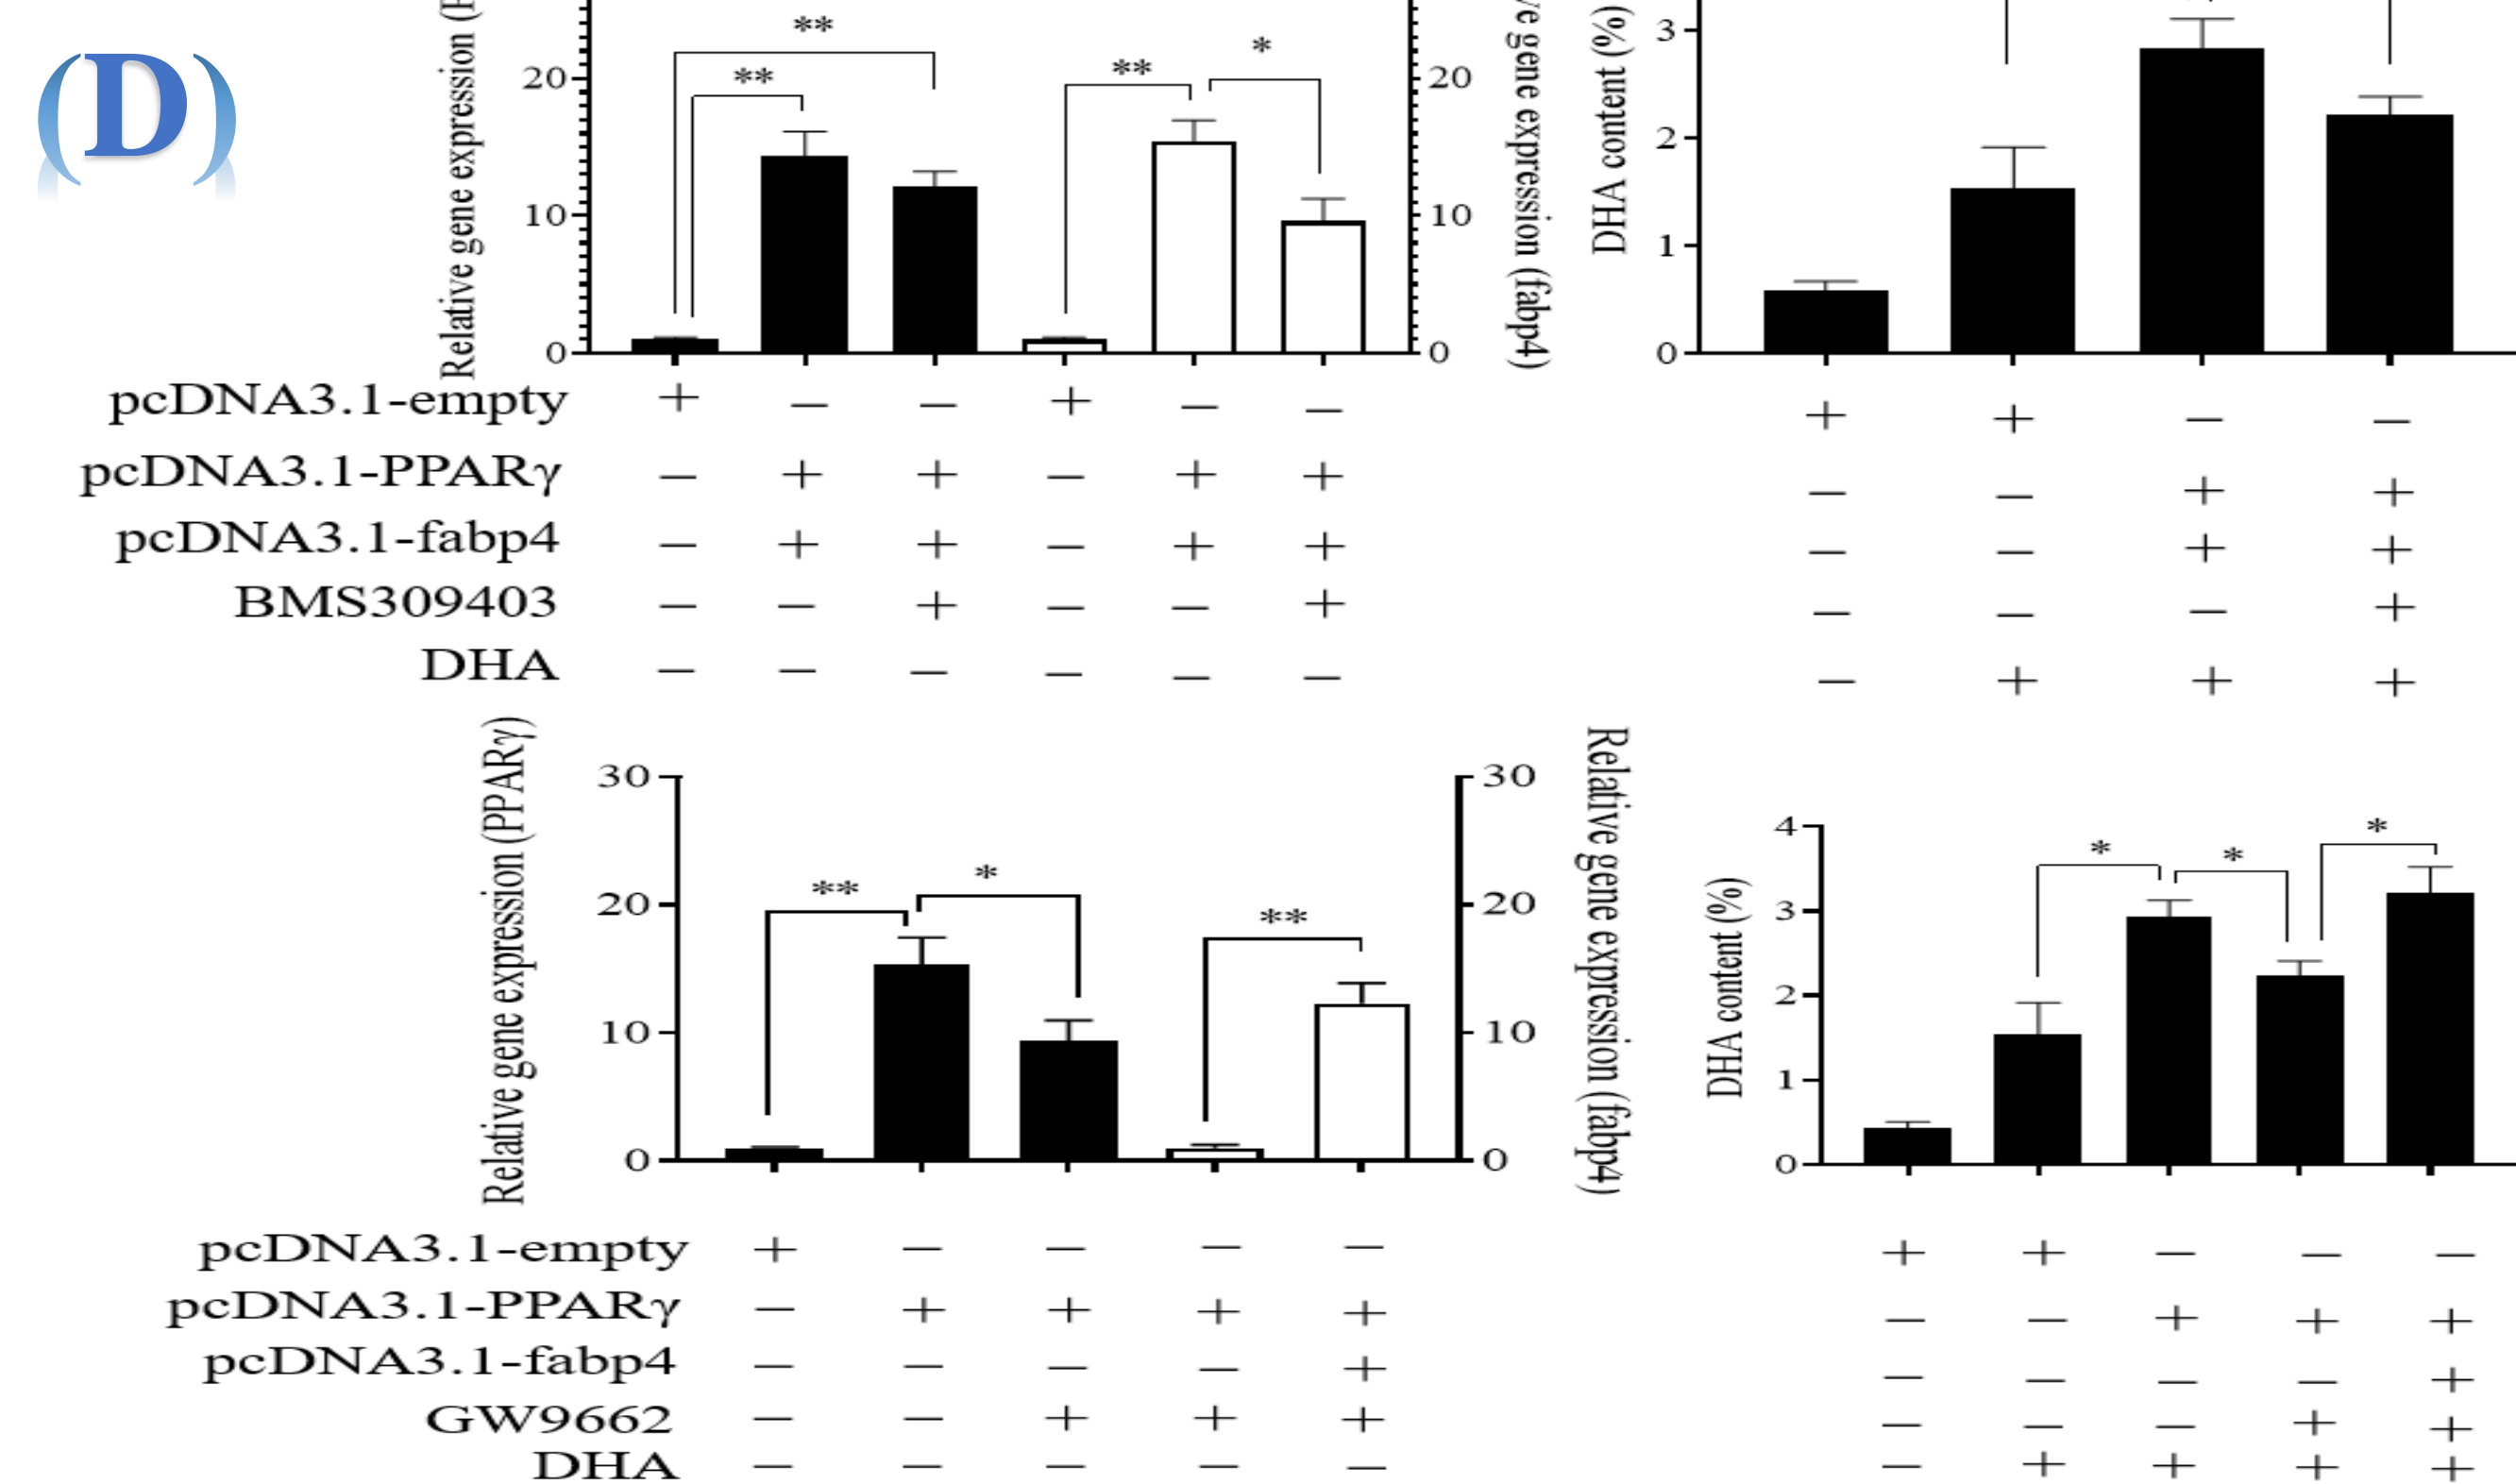 (D)
Relative gene expression (
20
10
0
**
**
**
*
20
10
0
gene expression (fabp4)
DHA content (%)
3
2
1
0
pcDNA3.1-empty + − − + − − + + − −
pcDNA3.1-PPARγ − + + − + + − − + +
pcDNA3.1-fabp4 − + + − + + − − + +
BMS309403 − − + − − + − − − +
DHA − − − − − − − + + +
Relative gene expression (PPARγ)
30
20
10
0
**
*
**
30
20
10
0
Relative gene expression (fabp4)
DHA content (%)
4
3
2
1
0
*
*
*
pcDNA3.1-empty + − − − − + + − − −
pcDNA3.1-PPARγ − + + + + − − + + +
pcDNA3.1-fabp4 − − − − + − − − − +
GW9662 − − + + + − − − + +
DHA − − − − − − + + + +